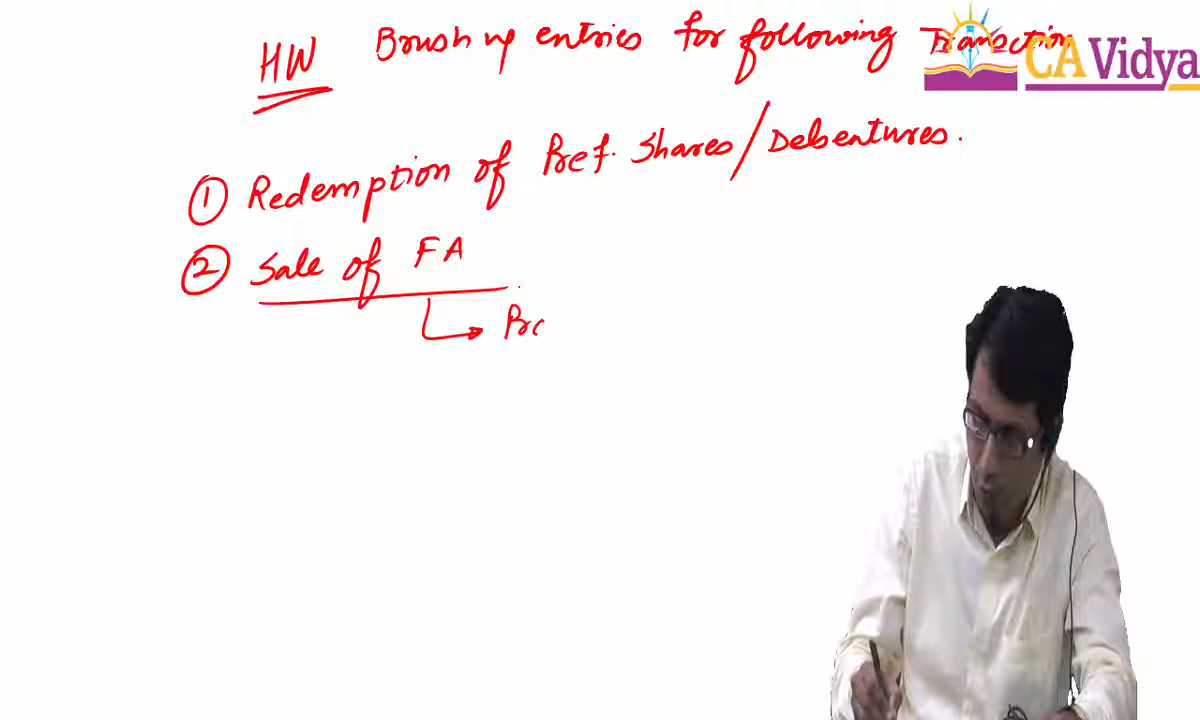 HW Brush up entries for following Transaction
CA Vidya
① Redemption of Pref. Shares/Debentures.
② Sale of FA
Pro